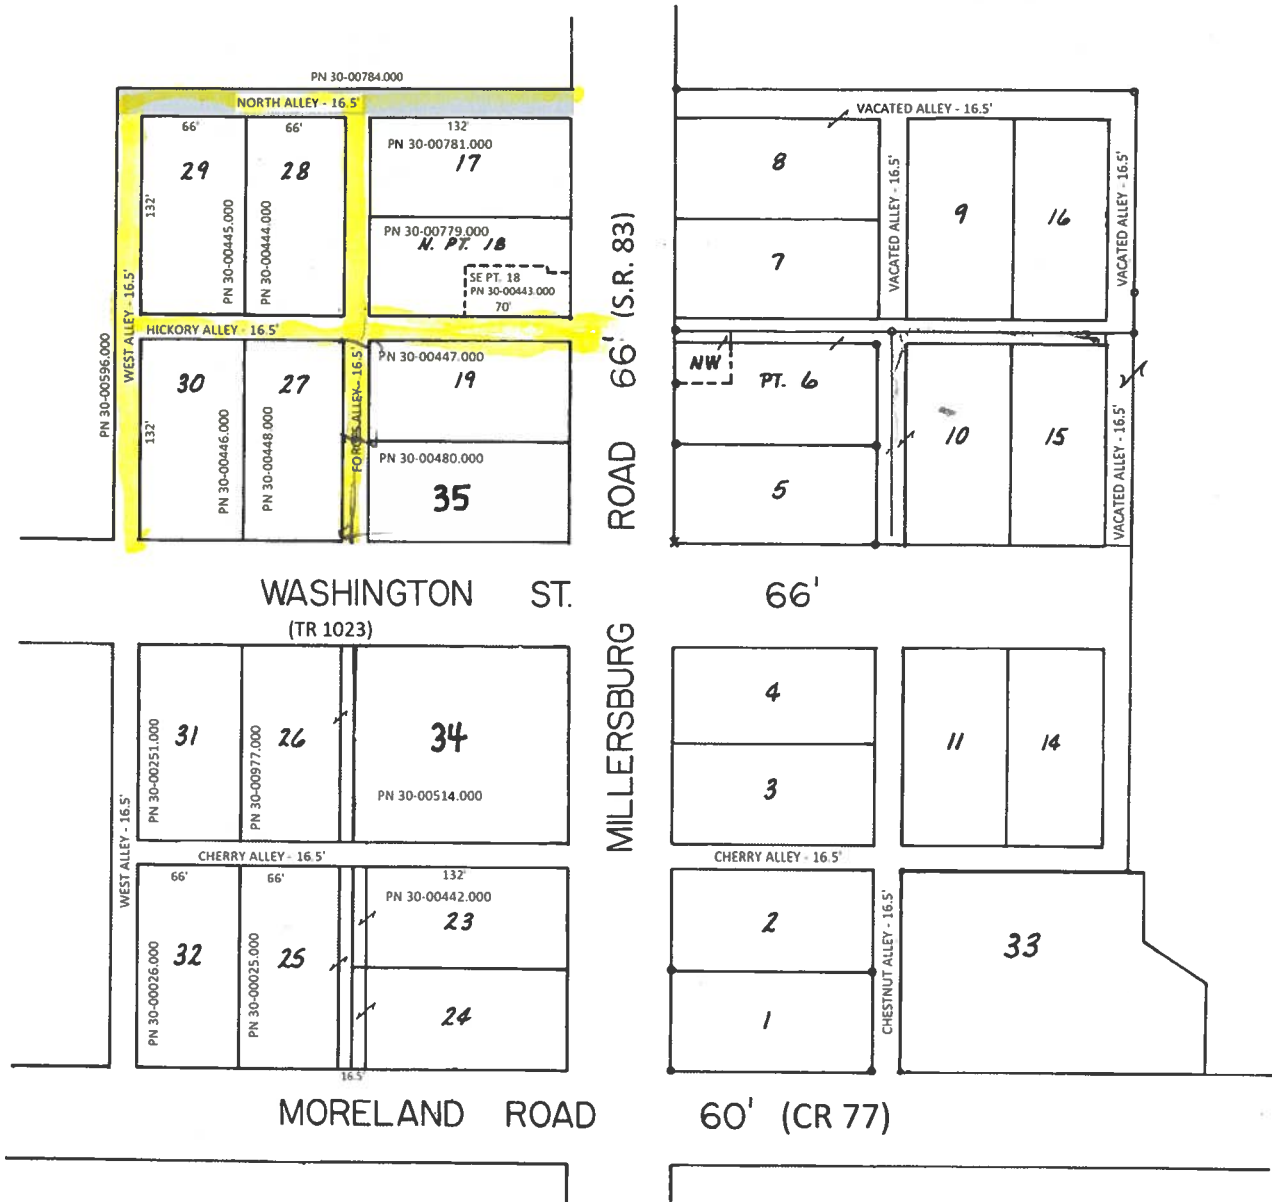 PN 30-00784.000
NORTH ALLEY - 16.5'
VACATED ALLEY - 16.5'
66'
66'
132'
PN 30-00781.000
29
28
17
8
132'
PN 30-00445.000
PN 30-00444.000
PN 30-00779.000
N. PT. 18
SE PT. 18
PN 30-00443.000
70'
7
VACATED ALLEY - 16.5'
9
16
VACATED ALLEY - 16.5'
WEST ALLEY - 16.5'
HICKORY ALLEY - 16.5'
PN 30-00596.000
30
27
132'
PN 30-00446.000
PN 30-00448.000
FORCES ALLEY - 16.5'
PN 30-00447.000
19
PN 30-00480.000
35
NW
PT. 6
5
10
15
VACATED ALLEY - 16.5'
MILLERSBURG ROAD 66' (S.R. 83)
WASHINGTON ST. 66'
(TR 1023)
31
26
34
PN 30-00251.000
PN 30-00977.000
PN 30-00514.000
4
3
11
14
WEST ALLEY - 16.5'
CHERRY ALLEY - 16.5'
CHERRY ALLEY - 16.5'
66'
66'
132'
PN 30-00442.000
32
25
23
24
PN 30-00026.000
PN 30-00025.000
2
1
CHESTNUT ALLEY - 16.5'
33
16.5'
MORELAND ROAD 60' (CR 77)